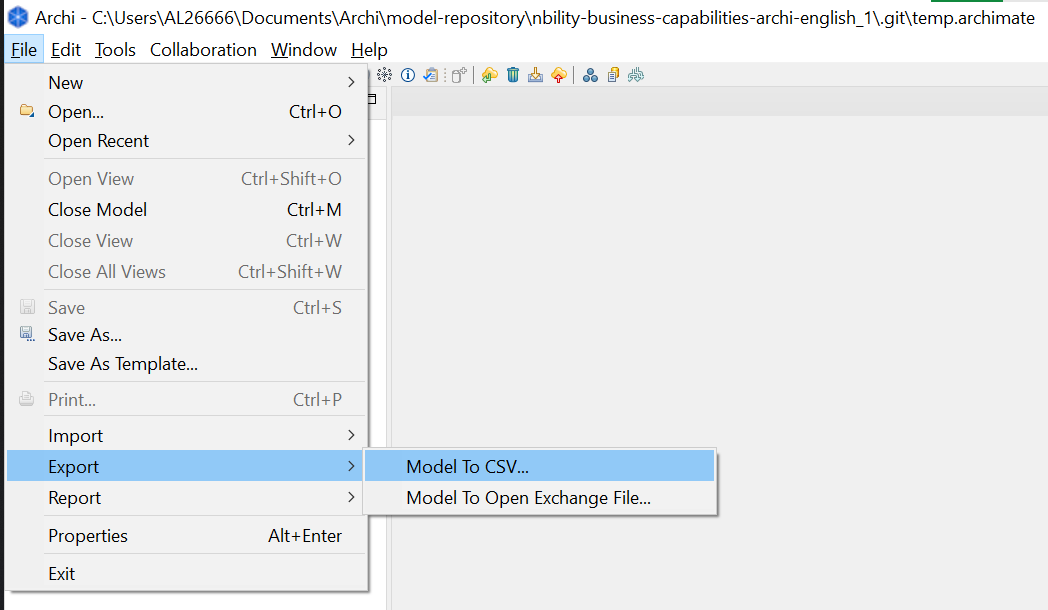 Archi - C:\Users\AL26666\Documents\Archi\model-repository\nbility-business-capabilities-archi-english_1\.git\temp.archimate
File Edit Tools Collaboration Window Help
New
Open... Ctrl+O
Open Recent
Open View Ctrl+Shift+O
Close Model Ctrl+M
Close View Ctrl+W
Close All Views Ctrl+Shift+W
Save Ctrl+S
Save As...
Save As Template...
Print... Ctrl+P
Import
Export Model To CSV...
Report Model To Open Exchange File...
Properties Alt+Enter
Exit